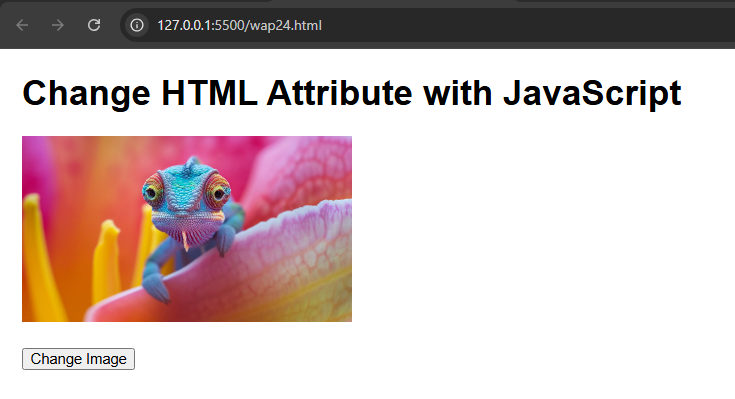 127.0.0.1:5500/wap24.html
Change HTML Attribute with JavaScript
Change Image